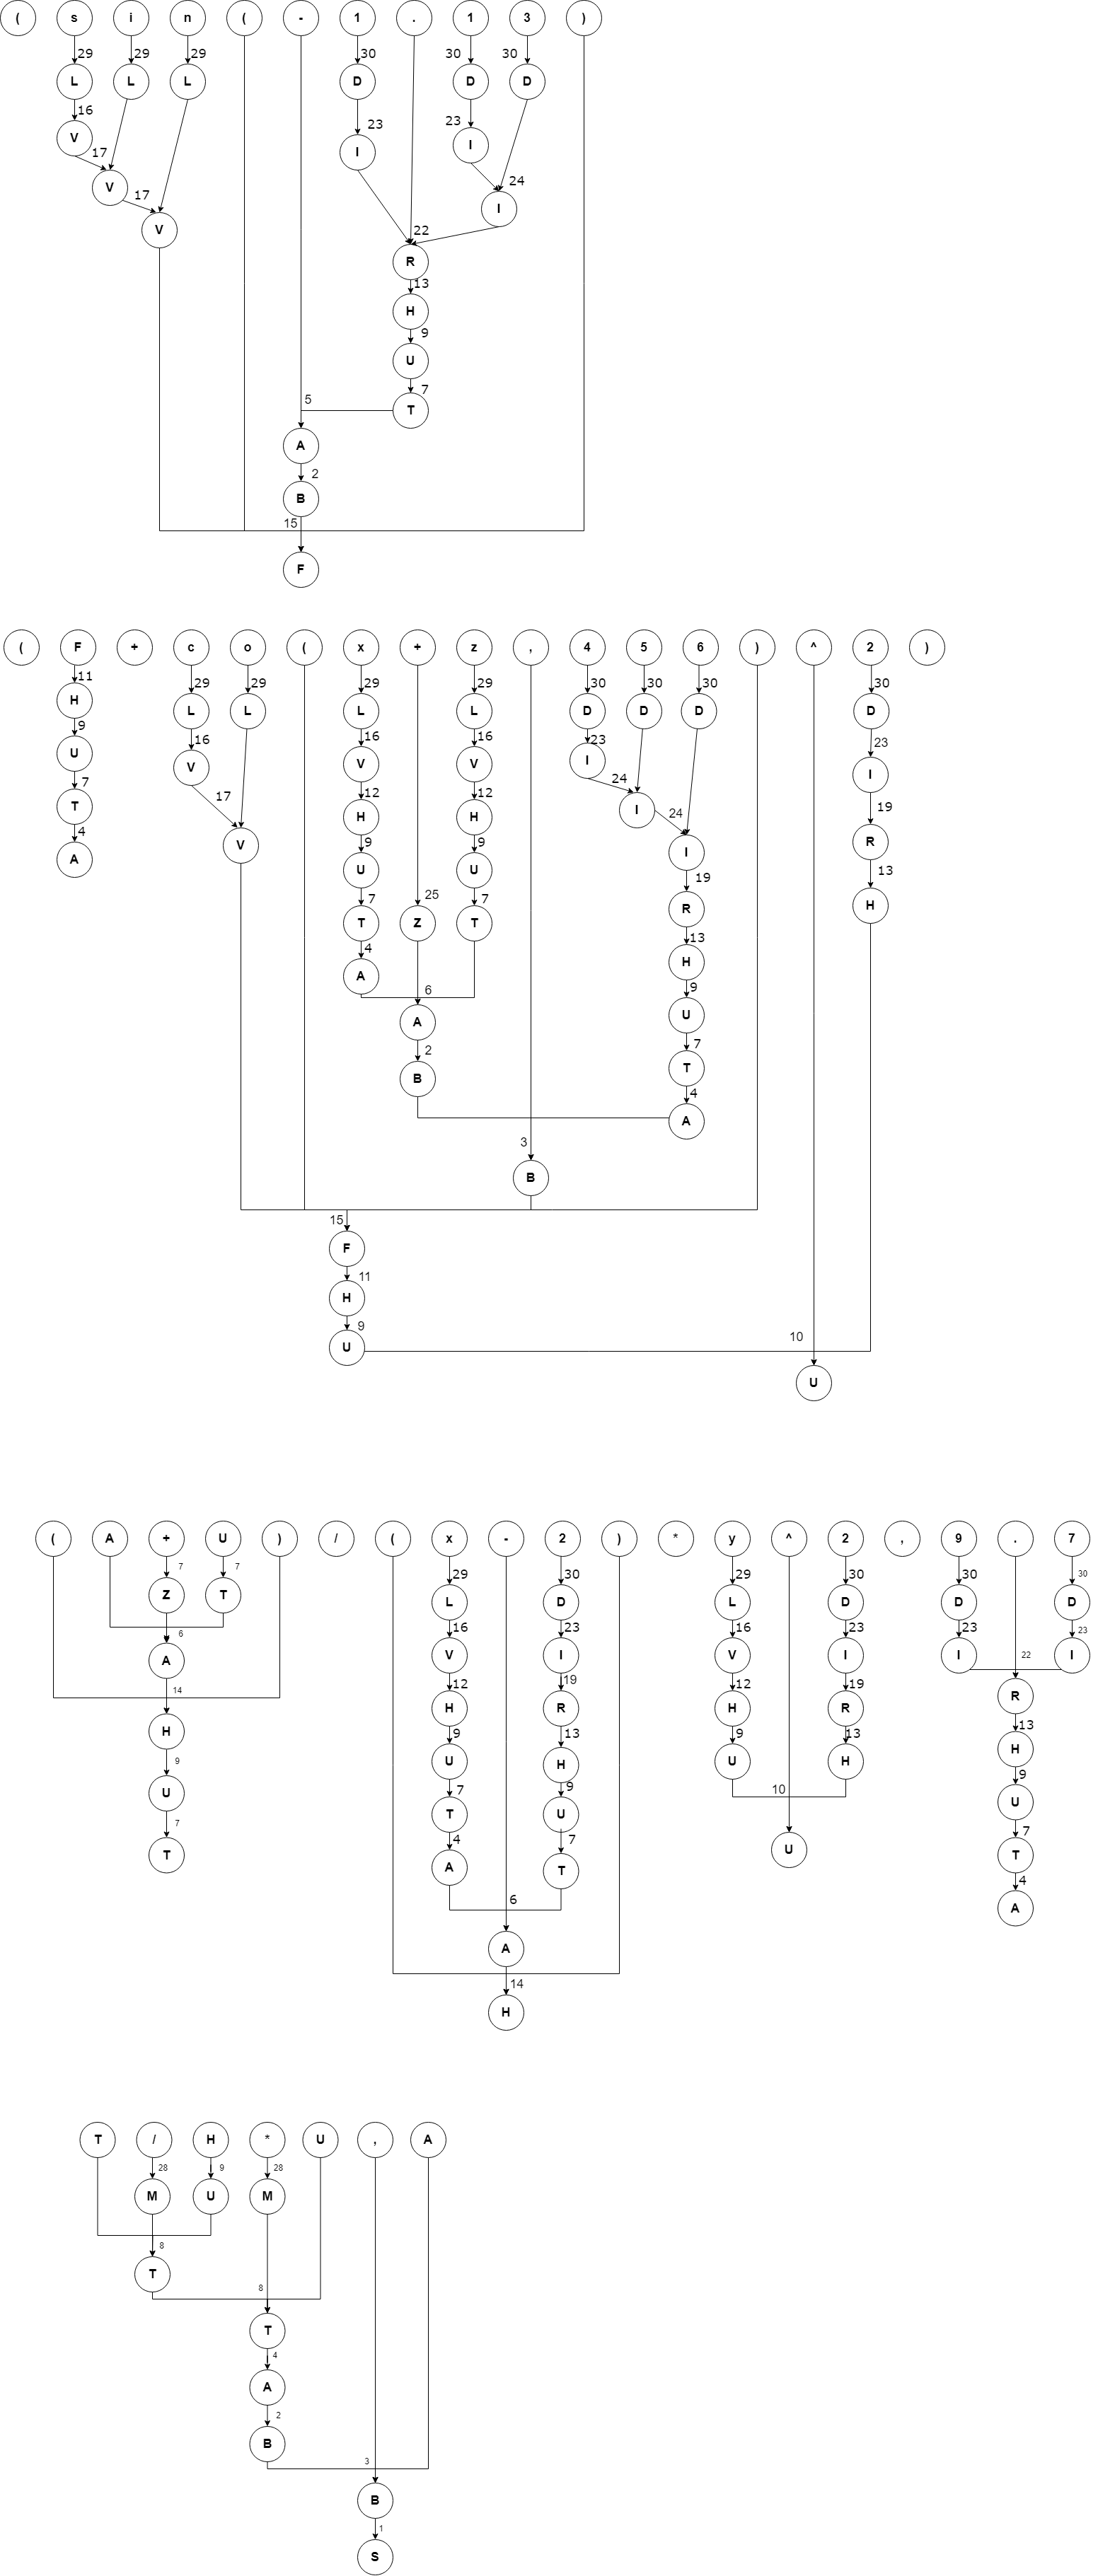 ( s i n ( - 1 . 1 3 )
29 29 29 30 30 30
L L L D D D
16 23 23
V I I
17 24
V I
17 22
V R
13
H
9
U
7
5 T
A
2
B
15
F
( F + c o ( x + z , 4 5 6 ) ^ 2 )
11 29 29 29 29 30 30 30 30
H L L L L D D D D
9 16 16 16 23 23
U V V V I I
7 17 12 12 24 24 19
T H H I I R
4 9 9 19 13
A V U U R H
7 25 7
T Z T
4 13
A H
6 9
A U
2 7
B T
4
A
3
B
15
F
11
H
9 10
U
U
( A + U ) / ( x - 2 ) * y ^ 2 , 9 . 7
7 7 29 30 29 30 30 30
Z T L D L D D D
6 16 23 16 23 23 22 23
A V I V I I I
14 12 19 12 19 R
H H R H R 13
9 9 13 9 13 H
U U H U H 9
7 7 9 10 U
T T U U 7
4 7 T
A T 4
6 A
A
14
H
T / H * U , A
28 9 28
M U M
8
T
8
T
4
A
2
B
3
B
1
S